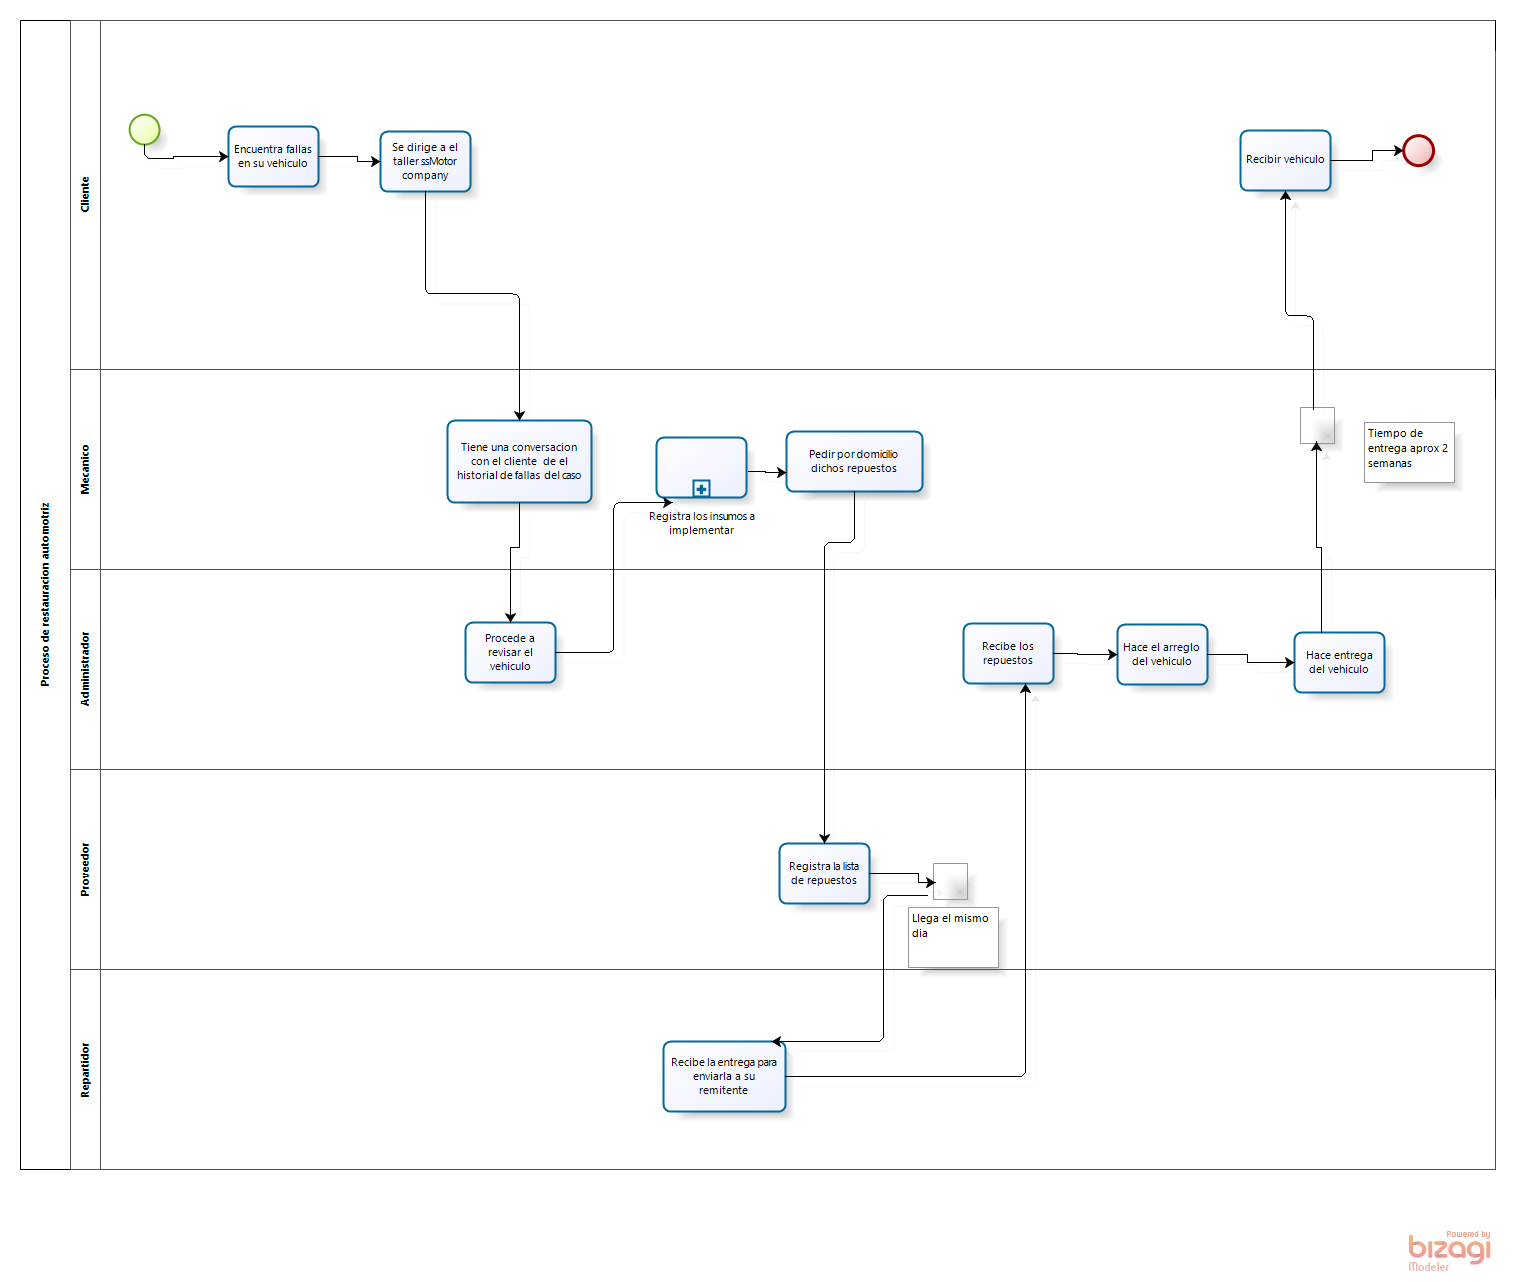 Proceso de restauracion automotriz
Cliente
Encuentra fallas
en su vehiculo
Se dirige a el
taller ssMotor
company
Recibir vehiculo
Mecanico
Tiene una conversacion
con el cliente de el
historial de fallas del caso
Registra los insumos a
implementar
Pedir por domicilio
dichos repuestos
Tiempo de
entrega aprox 2
semanas
Administrador
Procede a
revisar el
vehiculo
Recibe los
repuestos
Hace el arreglo
del vehiculo
Hace entrega
del vehiculo
Proveedor
Registra la lista
de repuestos
Llega el mismo
dia
Repartidor
Recibe la entrega para
enviarla a su
remitente
Powered by
bizagi
Modeler